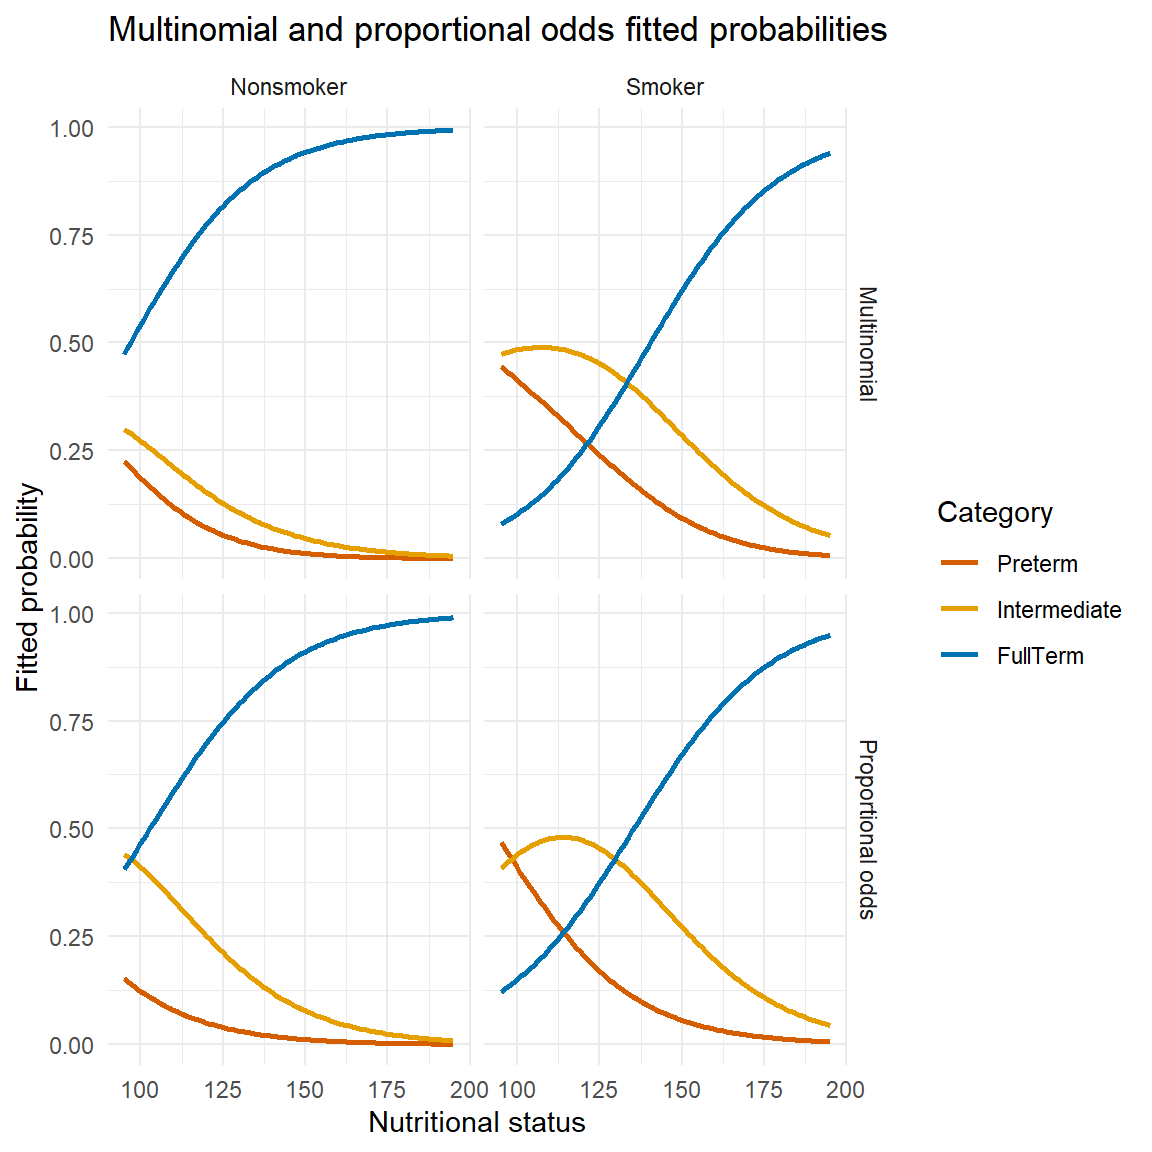 Multinomial and proportional odds fitted probabilities
Nonsmoker
Smoker
1.00
0.75
0.50
0.25
0.00
Multinomial
1.00
0.75
0.50
0.25
0.00
Proportional odds
Fitted probability
100 125 150 175 200
100 125 150 175 200
Nutritional status
Category
Preterm
Intermediate
FullTerm